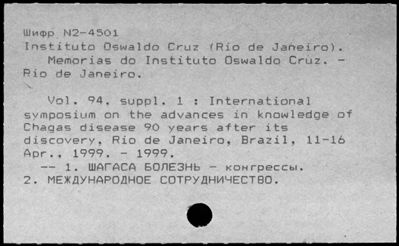 Шифр N2-4501
Instituto Oswaldo Cruz (Rio de Janeiro).
Memorias do Instituto Oswaldo Cruz. -
Rio de Janeiro.
Vol. 94, suppl. 1 : International
symposium on the advances in knowledge of
Chagas disease 90 years after its
discovery, Rio de Janeiro, Brazil, 11-16
Apr., 1999. - 1999.
-- 1. ШАГАСА БОЛЕЗНЬ - конгрессы.
2. МЕЖДУНАРОДНОЕ СОТРУДНИЧЕСТВО.